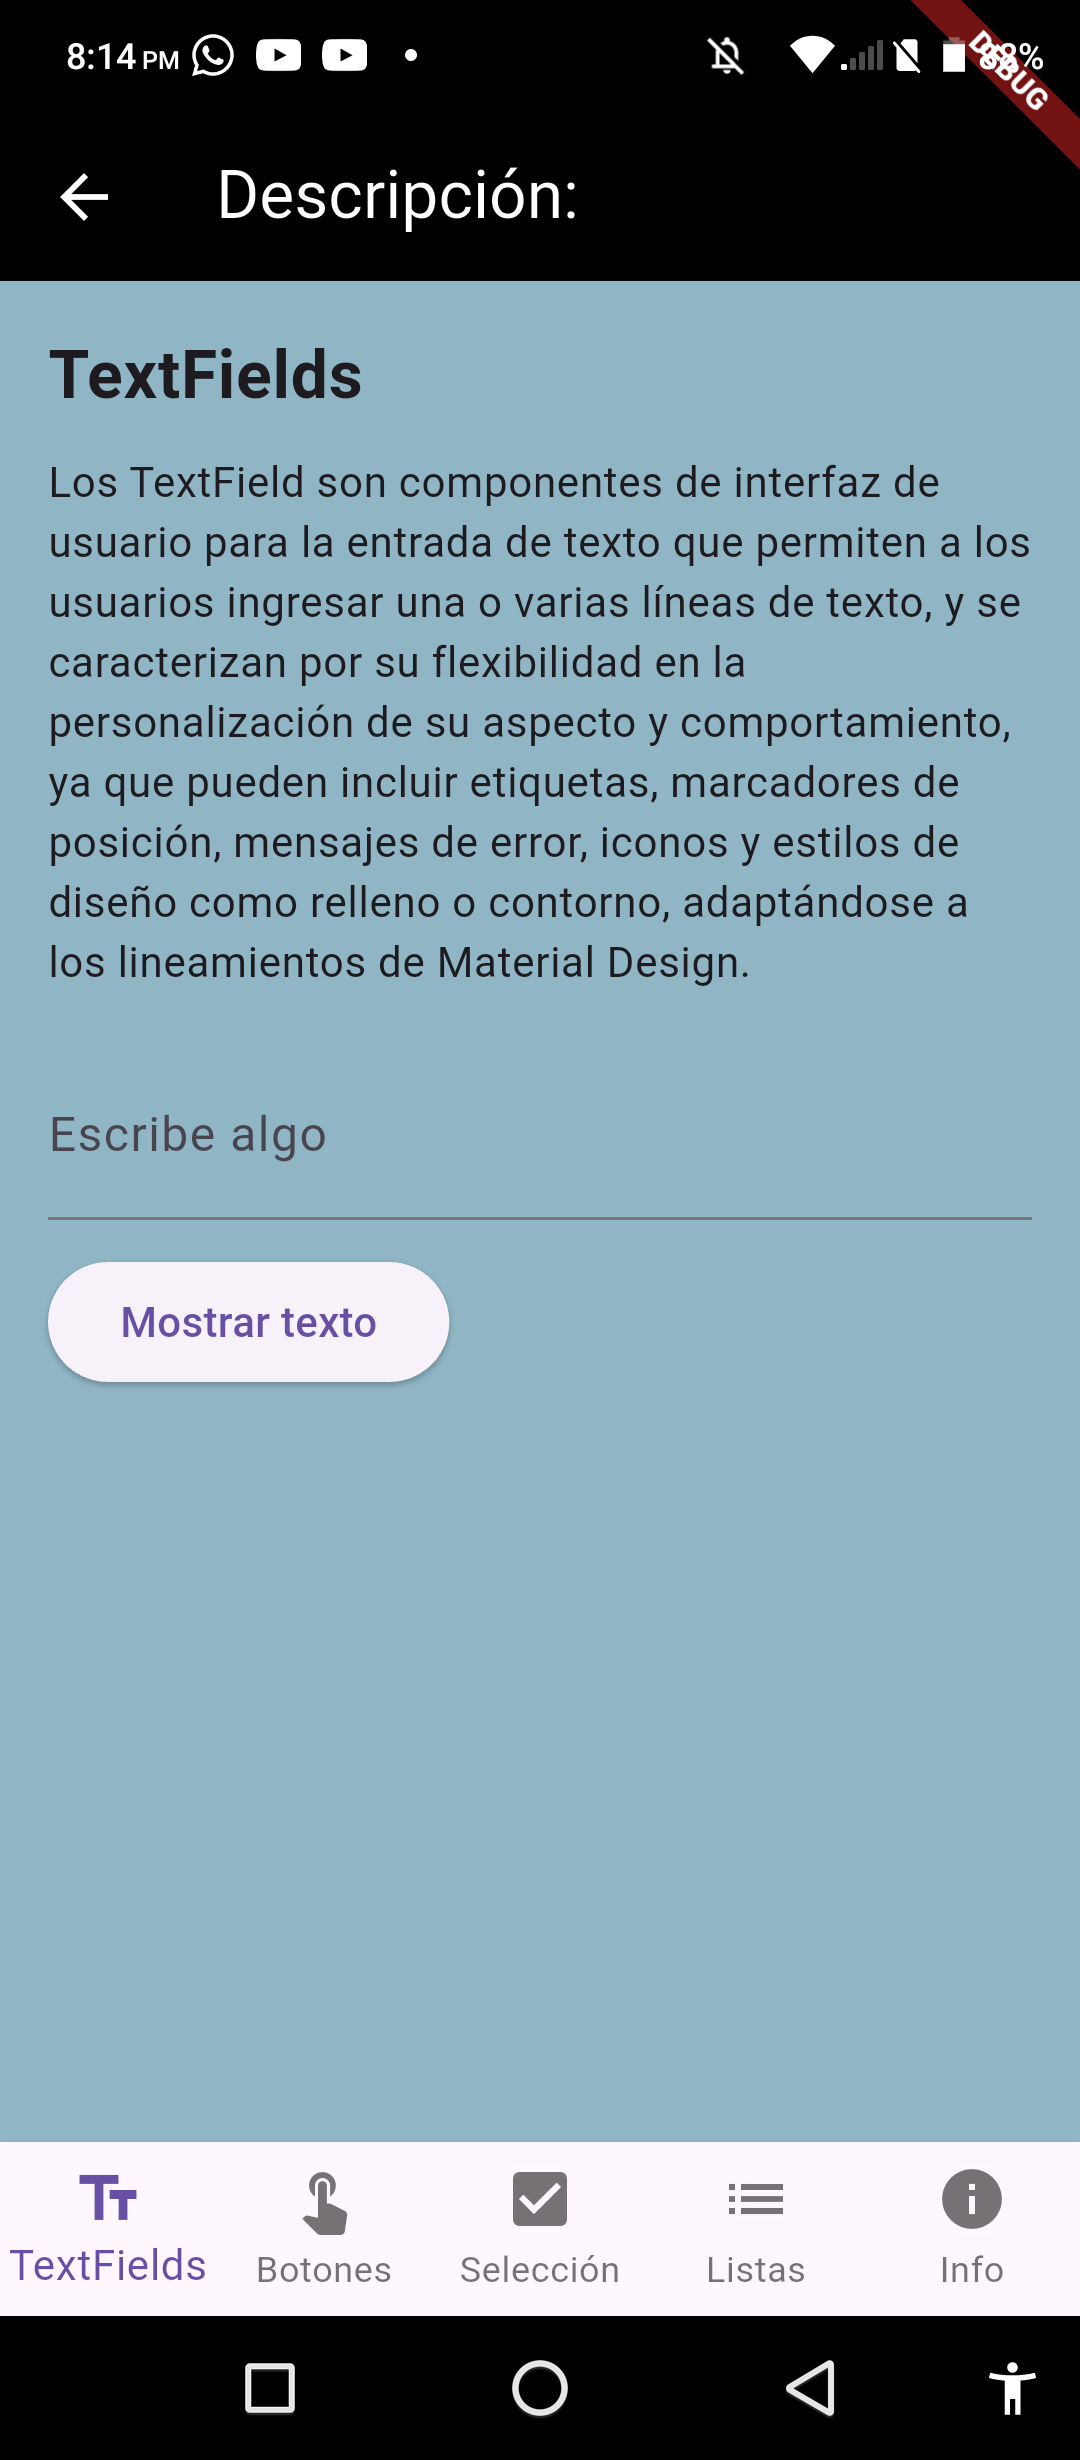 8:14 PM
DEBUG
Descripción:
TextFields
Los TextField son componentes de interfaz de
usuario para la entrada de texto que permiten a los
usuarios ingresar una o varias líneas de texto, y se
caracterizan por su flexibilidad en la
personalización de su aspecto y comportamiento,
ya que pueden incluir etiquetas, marcadores de
posición, mensajes de error, iconos y estilos de
diseño como relleno o contorno, adaptándose a
los lineamientos de Material Design.
Escribe algo
Mostrar texto
TextFields Botones Selección Listas Info